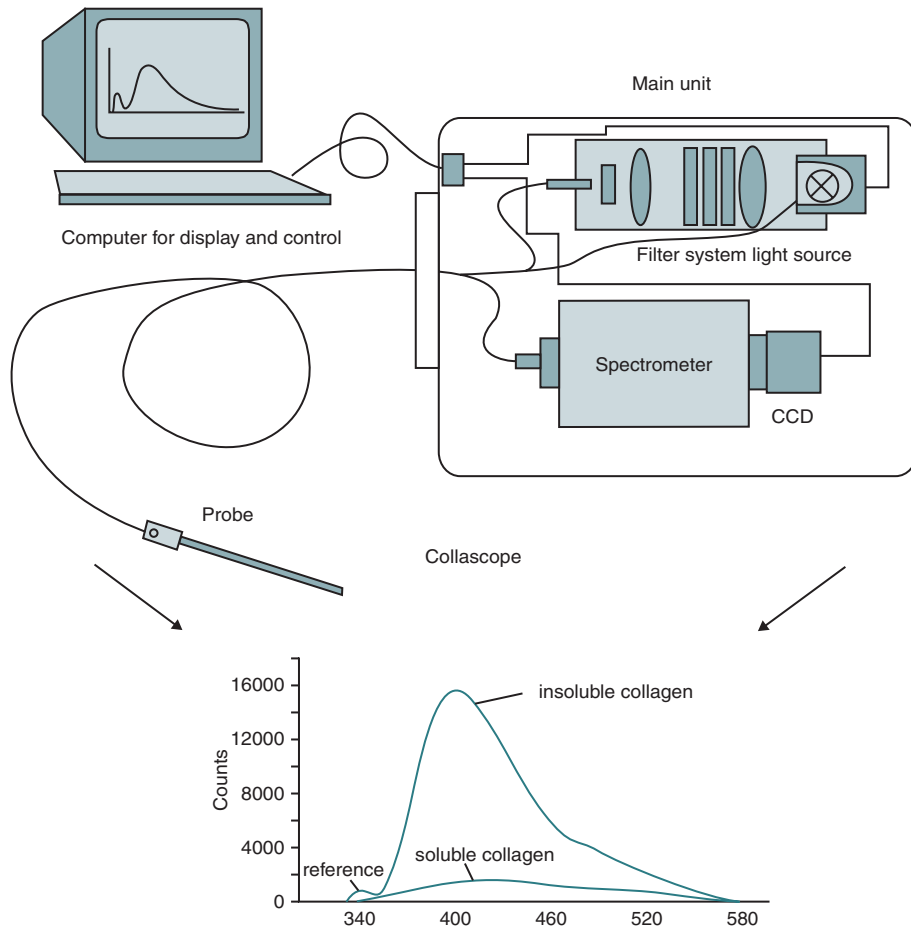 Main unit
Computer for display and control
Filter system light source
Spectrometer
CCD
Probe
Collascope
16000
12000
8000
4000
0
Counts
insoluble collagen
soluble collagen
reference
340 400 460 520 580